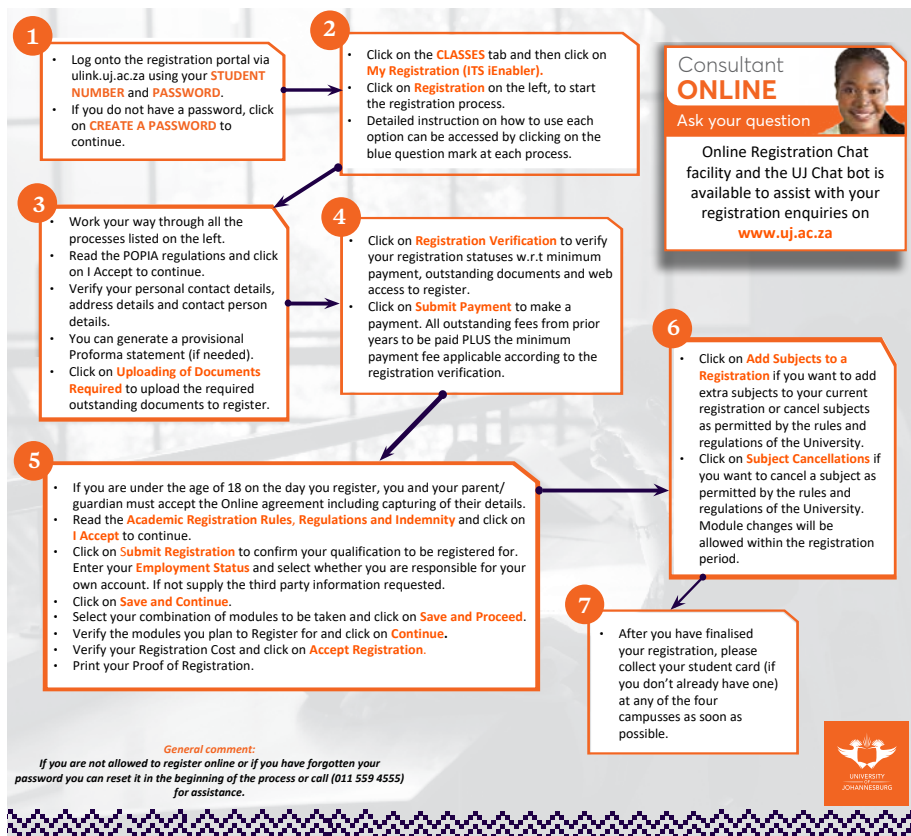 1
• Log onto the registration portal via
ulink.uj.ac.za using your STUDENT
NUMBER and PASSWORD.
• If you do not have a password, click
on CREATE A PASSWORD to
continue.
2
• Click on the CLASSES tab and then click on
My Registration (ITS iEnabler).
• Click on Registration on the left, to start
the registration process.
• Detailed instruction on how to use each
option can be accessed by clicking on the
blue question mark at each process.
Consultant
ONLINE
Ask your question
Online Registration Chat
facility and the UJ Chat bot is
available to assist with your
registration enquiries on
www.uj.ac.za
3
• Work your way through all the
processes listed on the left.
• Read the POPIA regulations and click
on I Accept to continue.
• Verify your personal contact details,
address details and contact person
details.
• You can generate a provisional
Proforma statement (if needed).
• Click on Uploading of Documents
Required to upload the required
outstanding documents to register.
4
• Click on Registration Verification to verify
your registration statuses w.r.t minimum
payment, outstanding documents and web
access to register.
• Click on Submit Payment to make a
payment. All outstanding fees from prior
years to be paid PLUS the minimum
payment fee applicable according to the
registration verification.
5
• If you are under the age of 18 on the day you register, you and your parent/
guardian must accept the Online agreement including capturing of their details.
• Read the Academic Registration Rules, Regulations and Indemnity and click on
I Accept to continue.
• Click on Submit Registration to confirm your qualification to be registered for.
Enter your Employment Status and select whether you are responsible for your
own account. If not supply the third party information requested.
• Click on Save and Continue.
• Select your combination of modules to be taken and click on Save and Proceed.
• Verify the modules you plan to Register for and click on Continue.
• Verify your Registration Cost and click on Accept Registration.
• Print your Proof of Registration.
6
• Click on Add Subjects to a
Registration if you want to add
extra subjects to your current
registration or cancel subjects
as permitted by the rules and
regulations of the University.
• Click on Subject Cancellations if
you want to cancel a subject as
permitted by the rules and
regulations of the University.
Module changes will be
allowed within the registration
period.
7
• After you have finalised
your registration, please
collect your student card (if
you don't already have one)
at any of the four
campusses as soon as
possible.
General comment:
If you are not allowed to register online or if you have forgotten your
password you can reset it in the beginning of the process or call (011 559 4555)
for assistance.
UNIVERSITY
OF
JOHANNESBURG